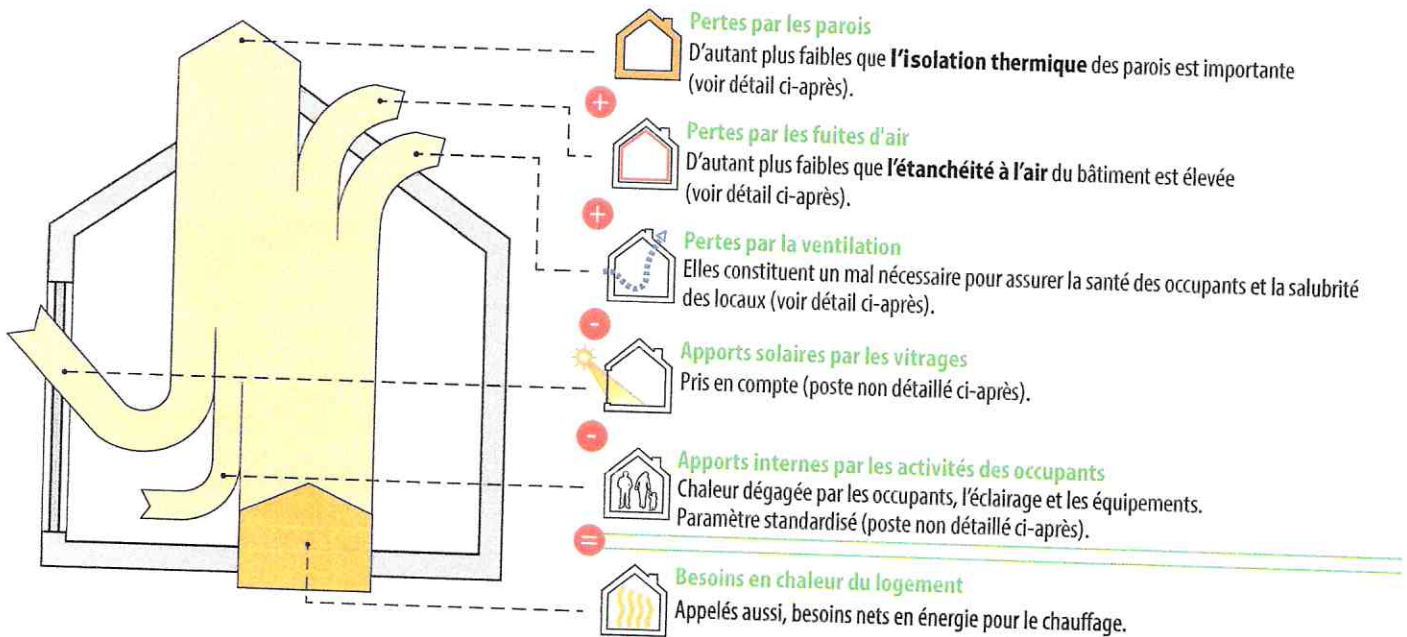 Pertes par les parois
D'autant plus faibles que l'isolation thermique des parois est importante
(voir détail ci-après).
+
Pertes par les fuites d'air
D'autant plus faibles que l'étanchéité à l'air du bâtiment est élevée
(voir détail ci-après).
+
Pertes par la ventilation
Elles constituent un mal nécessaire pour assurer la santé des occupants et la salubrité
des locaux (voir détail ci-après).
-
Apports solaires par les vitrages
Pris en compte (poste non détaillé ci-après).
-
Apports internes par les activités des occupants
Chaleur dégagée par les occupants, l'éclairage et les équipements.
Paramètre standardisé (poste non détaillé ci-après).
=
Besoins en chaleur du logement
Appelés aussi, besoins nets en énergie pour le chauffage.